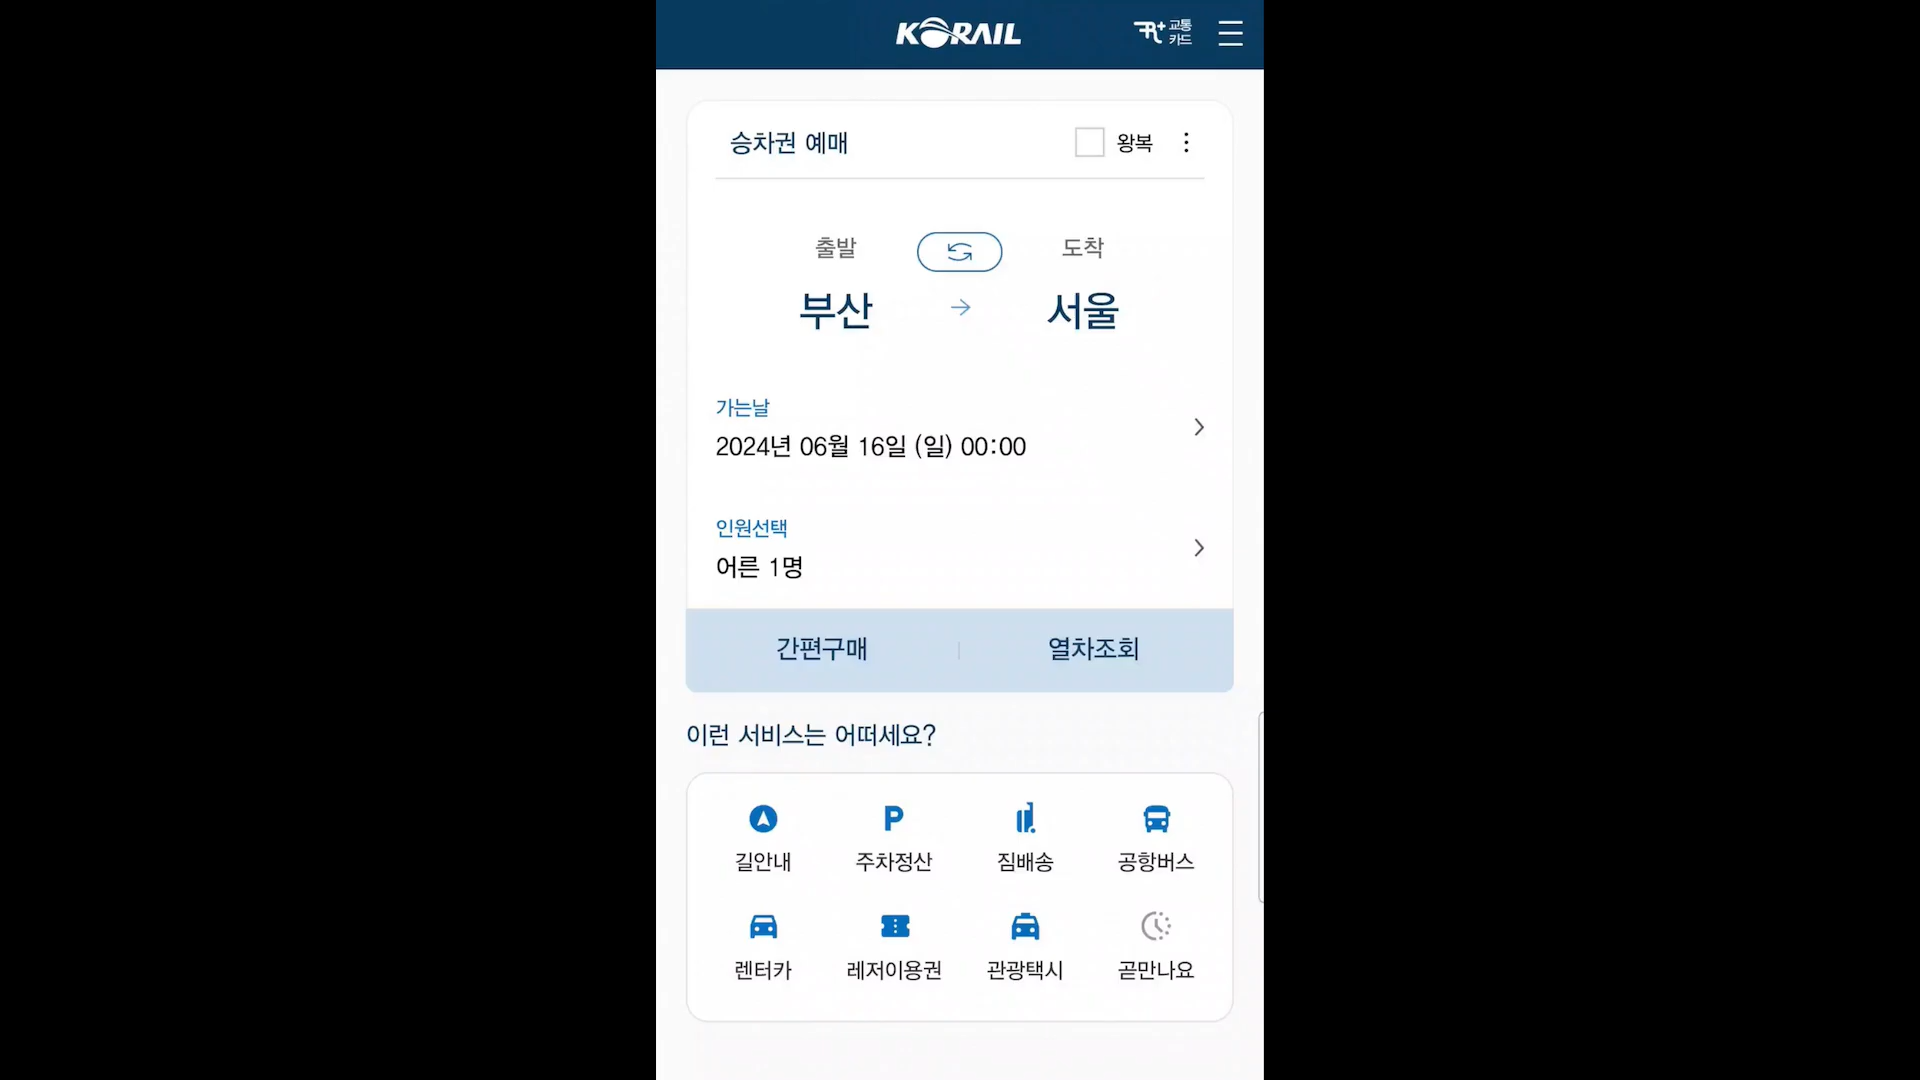 KORAIL
R+ 교통
카드
승차권 예매
왕복
출발
도착
부산
서울
가는날
2024년 06월 16일 (일) 00:00
인원선택
어른 1명
간편구매
열차조회
이런 서비스는 어떠세요?
P
길안내
주차정산
짐배송
공항버스
렌터카
레저이용권
관광택시
곧만나요